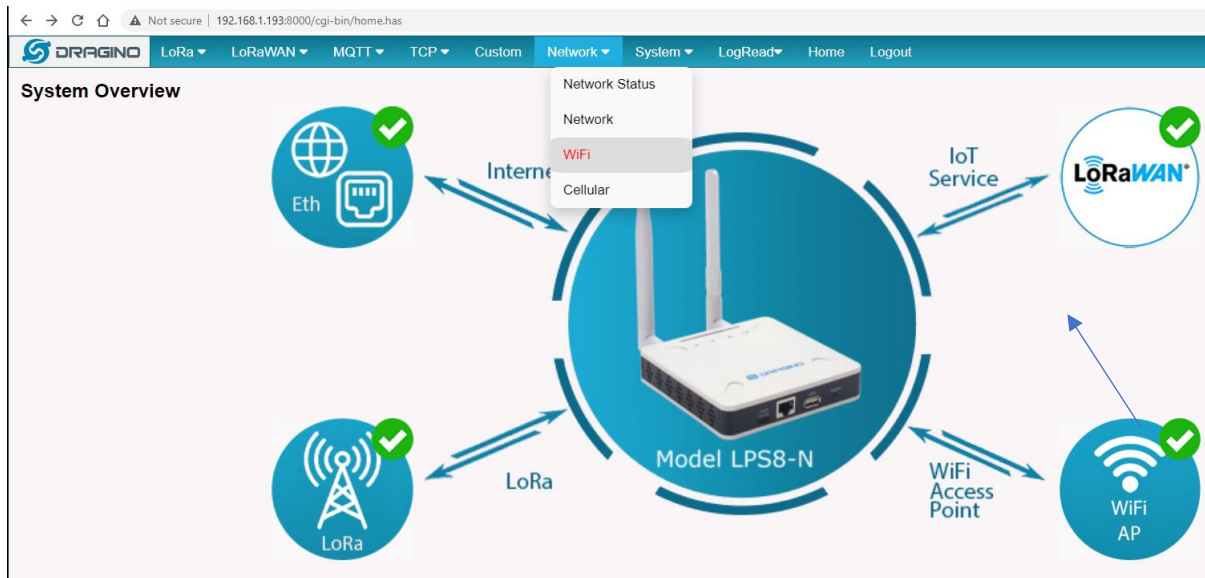 Not secure | 192.168.1.193:8000/cgi-bin/home.has
DRAGINO LoRa LoRaWAN MQTT TCP Custom Network System LogRead Home Logout
System Overview
Network Status
Network
WiFi
Cellular
Eth
Interne
IoT
Service
LoRaWAN
DRAGINO
Model LPS8-N
LoRa
LoRa
WiFi
Access
Point
WiFi
AP